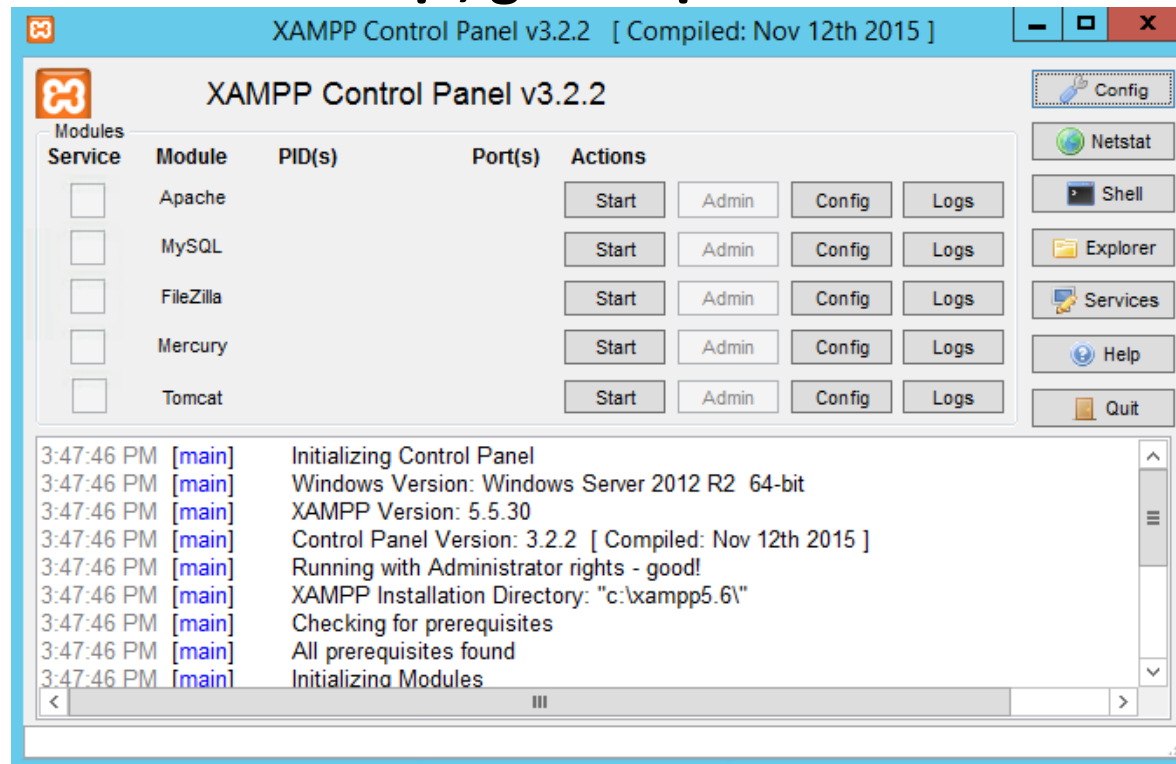 XAMPP Control Panel v3.2.2 [ Compiled: Nov 12th 2015 ]
XAMPP Control Panel v3.2.2
Config
Modules
Service Module PID(s) Port(s) Actions
Netstat
Apache Start Admin Config Logs
Shell
MySQL Start Admin Config Logs
Explorer
FileZilla Start Admin Config Logs
Services
Mercury Start Admin Config Logs
Help
Tomcat Start Admin Config Logs
Quit
3:47:46 PM [main] Initializing Control Panel
3:47:46 PM [main] Windows Version: Windows Server 2012 R2 64-bit
3:47:46 PM [main] XAMPP Version: 5.5.30
3:47:46 PM [main] Control Panel Version: 3.2.2 [ Compiled: Nov 12th 2015 ]
3:47:46 PM [main] Running with Administrator rights - good!
3:47:46 PM [main] XAMPP Installation Directory: "c:\xampp5.6\"
3:47:46 PM [main] Checking for prerequisites
3:47:46 PM [main] All prerequisites found
3:47:46 PM [main] Initializing Modules